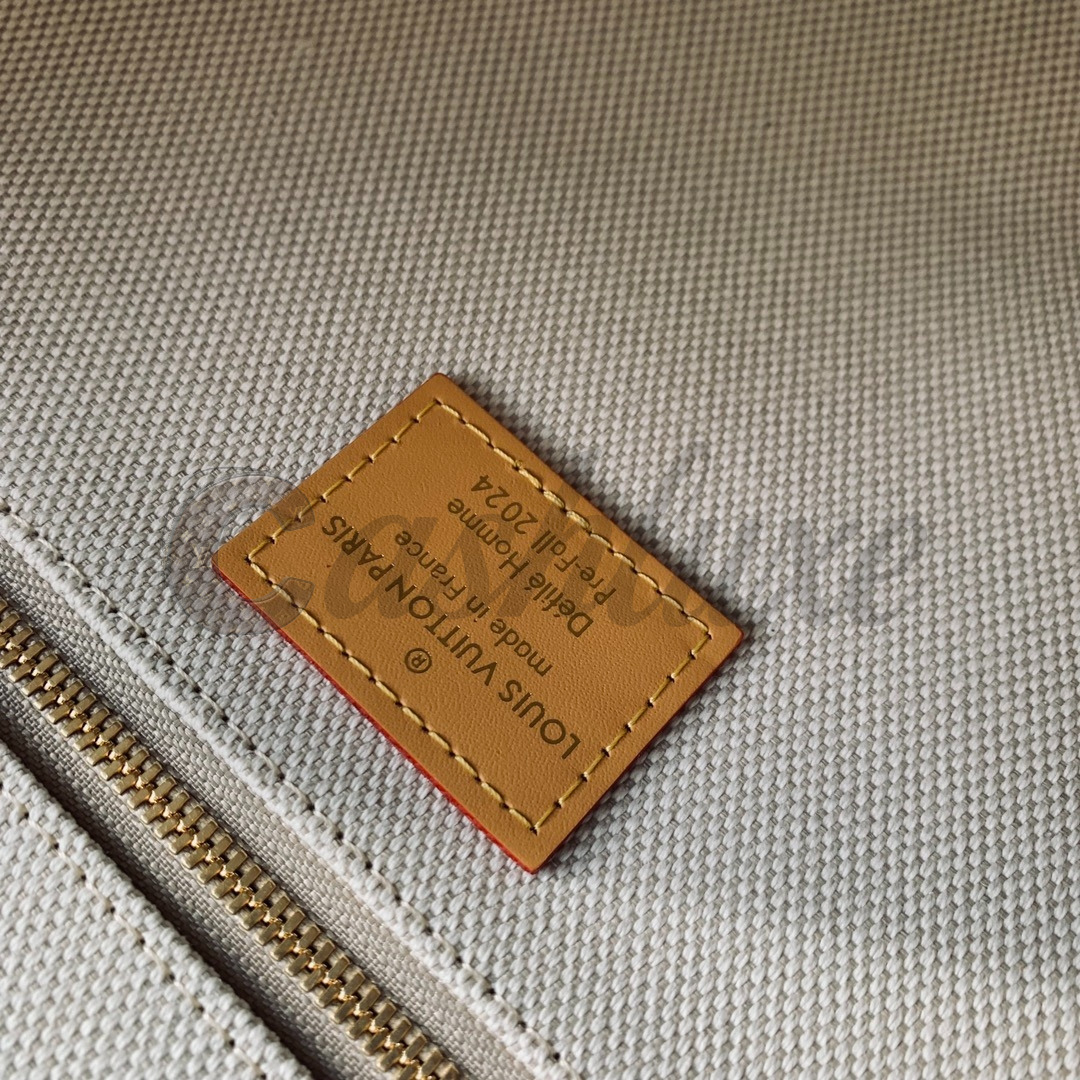 ®
LOUIS VUITTON PARIS
made in France
Défilé Homme
Pre-Fall 2024